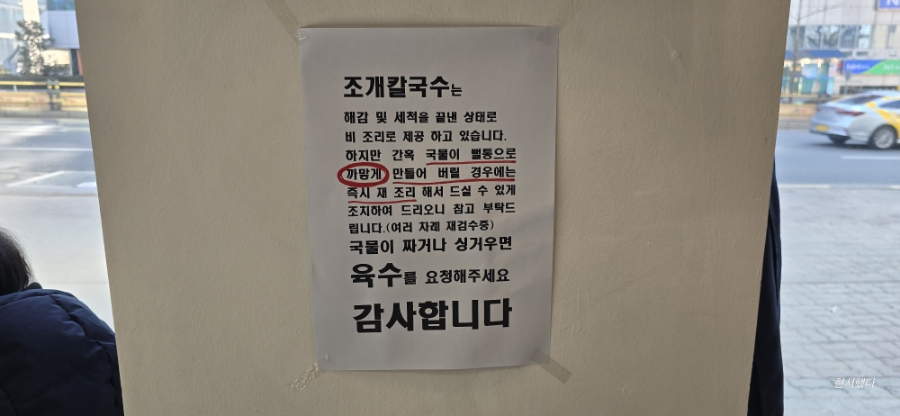 조개칼국수는
해감 및 세척을 끝낸 상태로
비 조리로 제공 하고 있습니다.
하지만 간혹 국물이 뻘통으로
까망게 만들어 버릴 경우에는
즉시 재 조리 해서 드실 수 있게
조지하여 드리오니 참고 부탁드
립니다.(여러 차례 재검수중)
국물이 짜거나 싱거우면
육수를 요청해주세요
감사합니다